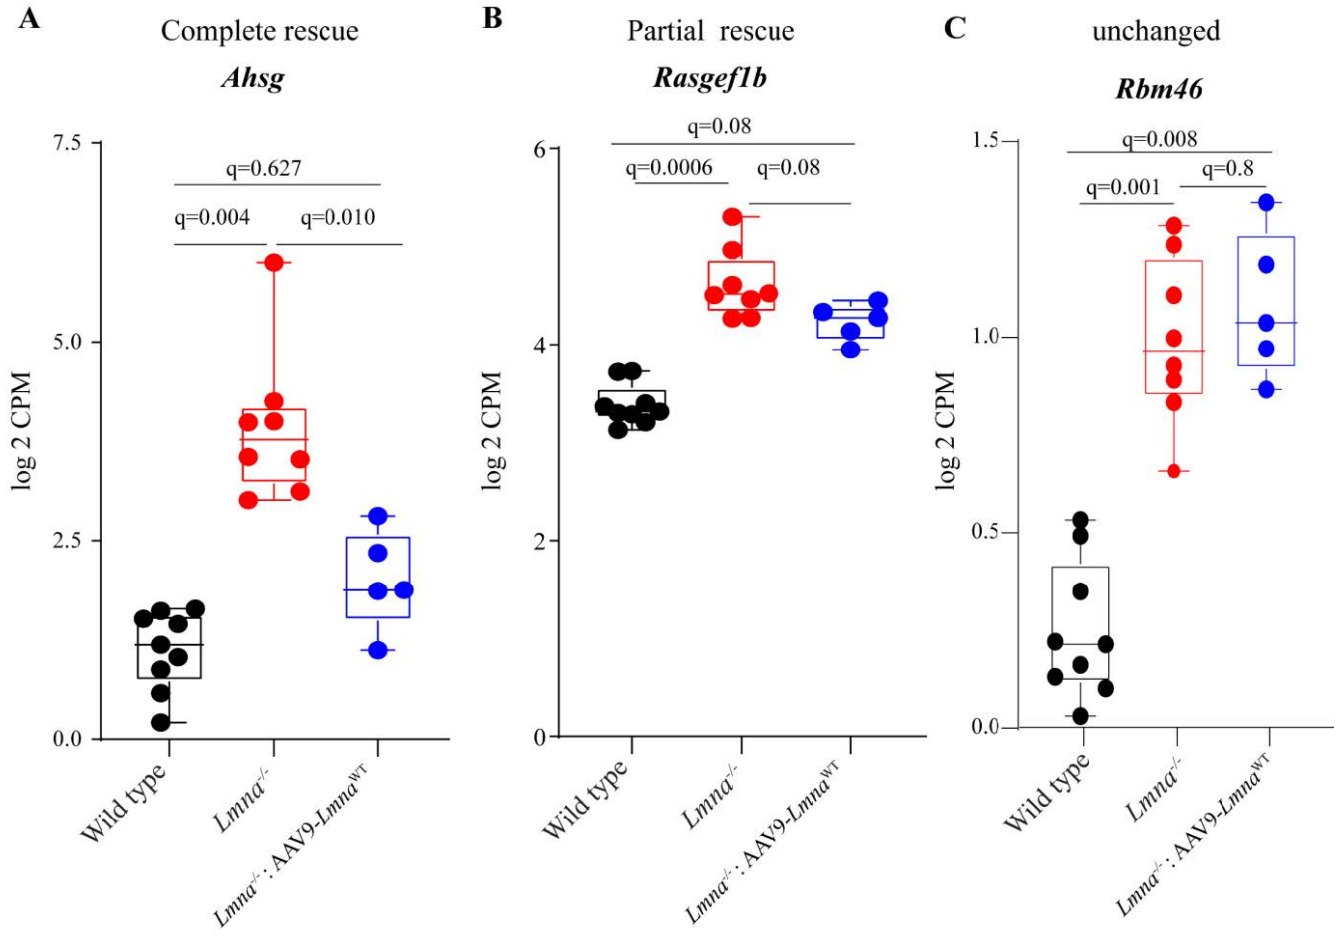 A
Complete rescue
Ahsg
7.5
5.0
2.5
0.0
log 2 CPM
q=0.627
q=0.004
q=0.010
Wild type
Lmna-/-
Lmna-/-: AAV9-LmnaWT
B
Partial rescue
Rasgef1b
6
4
2
0
log 2 CPM
q=0.08
q=0.0006
q=0.08
Wild type
Lmna-/-
Lmna-/-: AAV9-LmnaWT
C
unchanged
Rbm46
1.5
1.0
0.5
0.0
log 2 CPM
q=0.008
q=0.001
q=0.8
Wild type
Lmna-/-
Lmna-/-: AAV9-LmnaWT